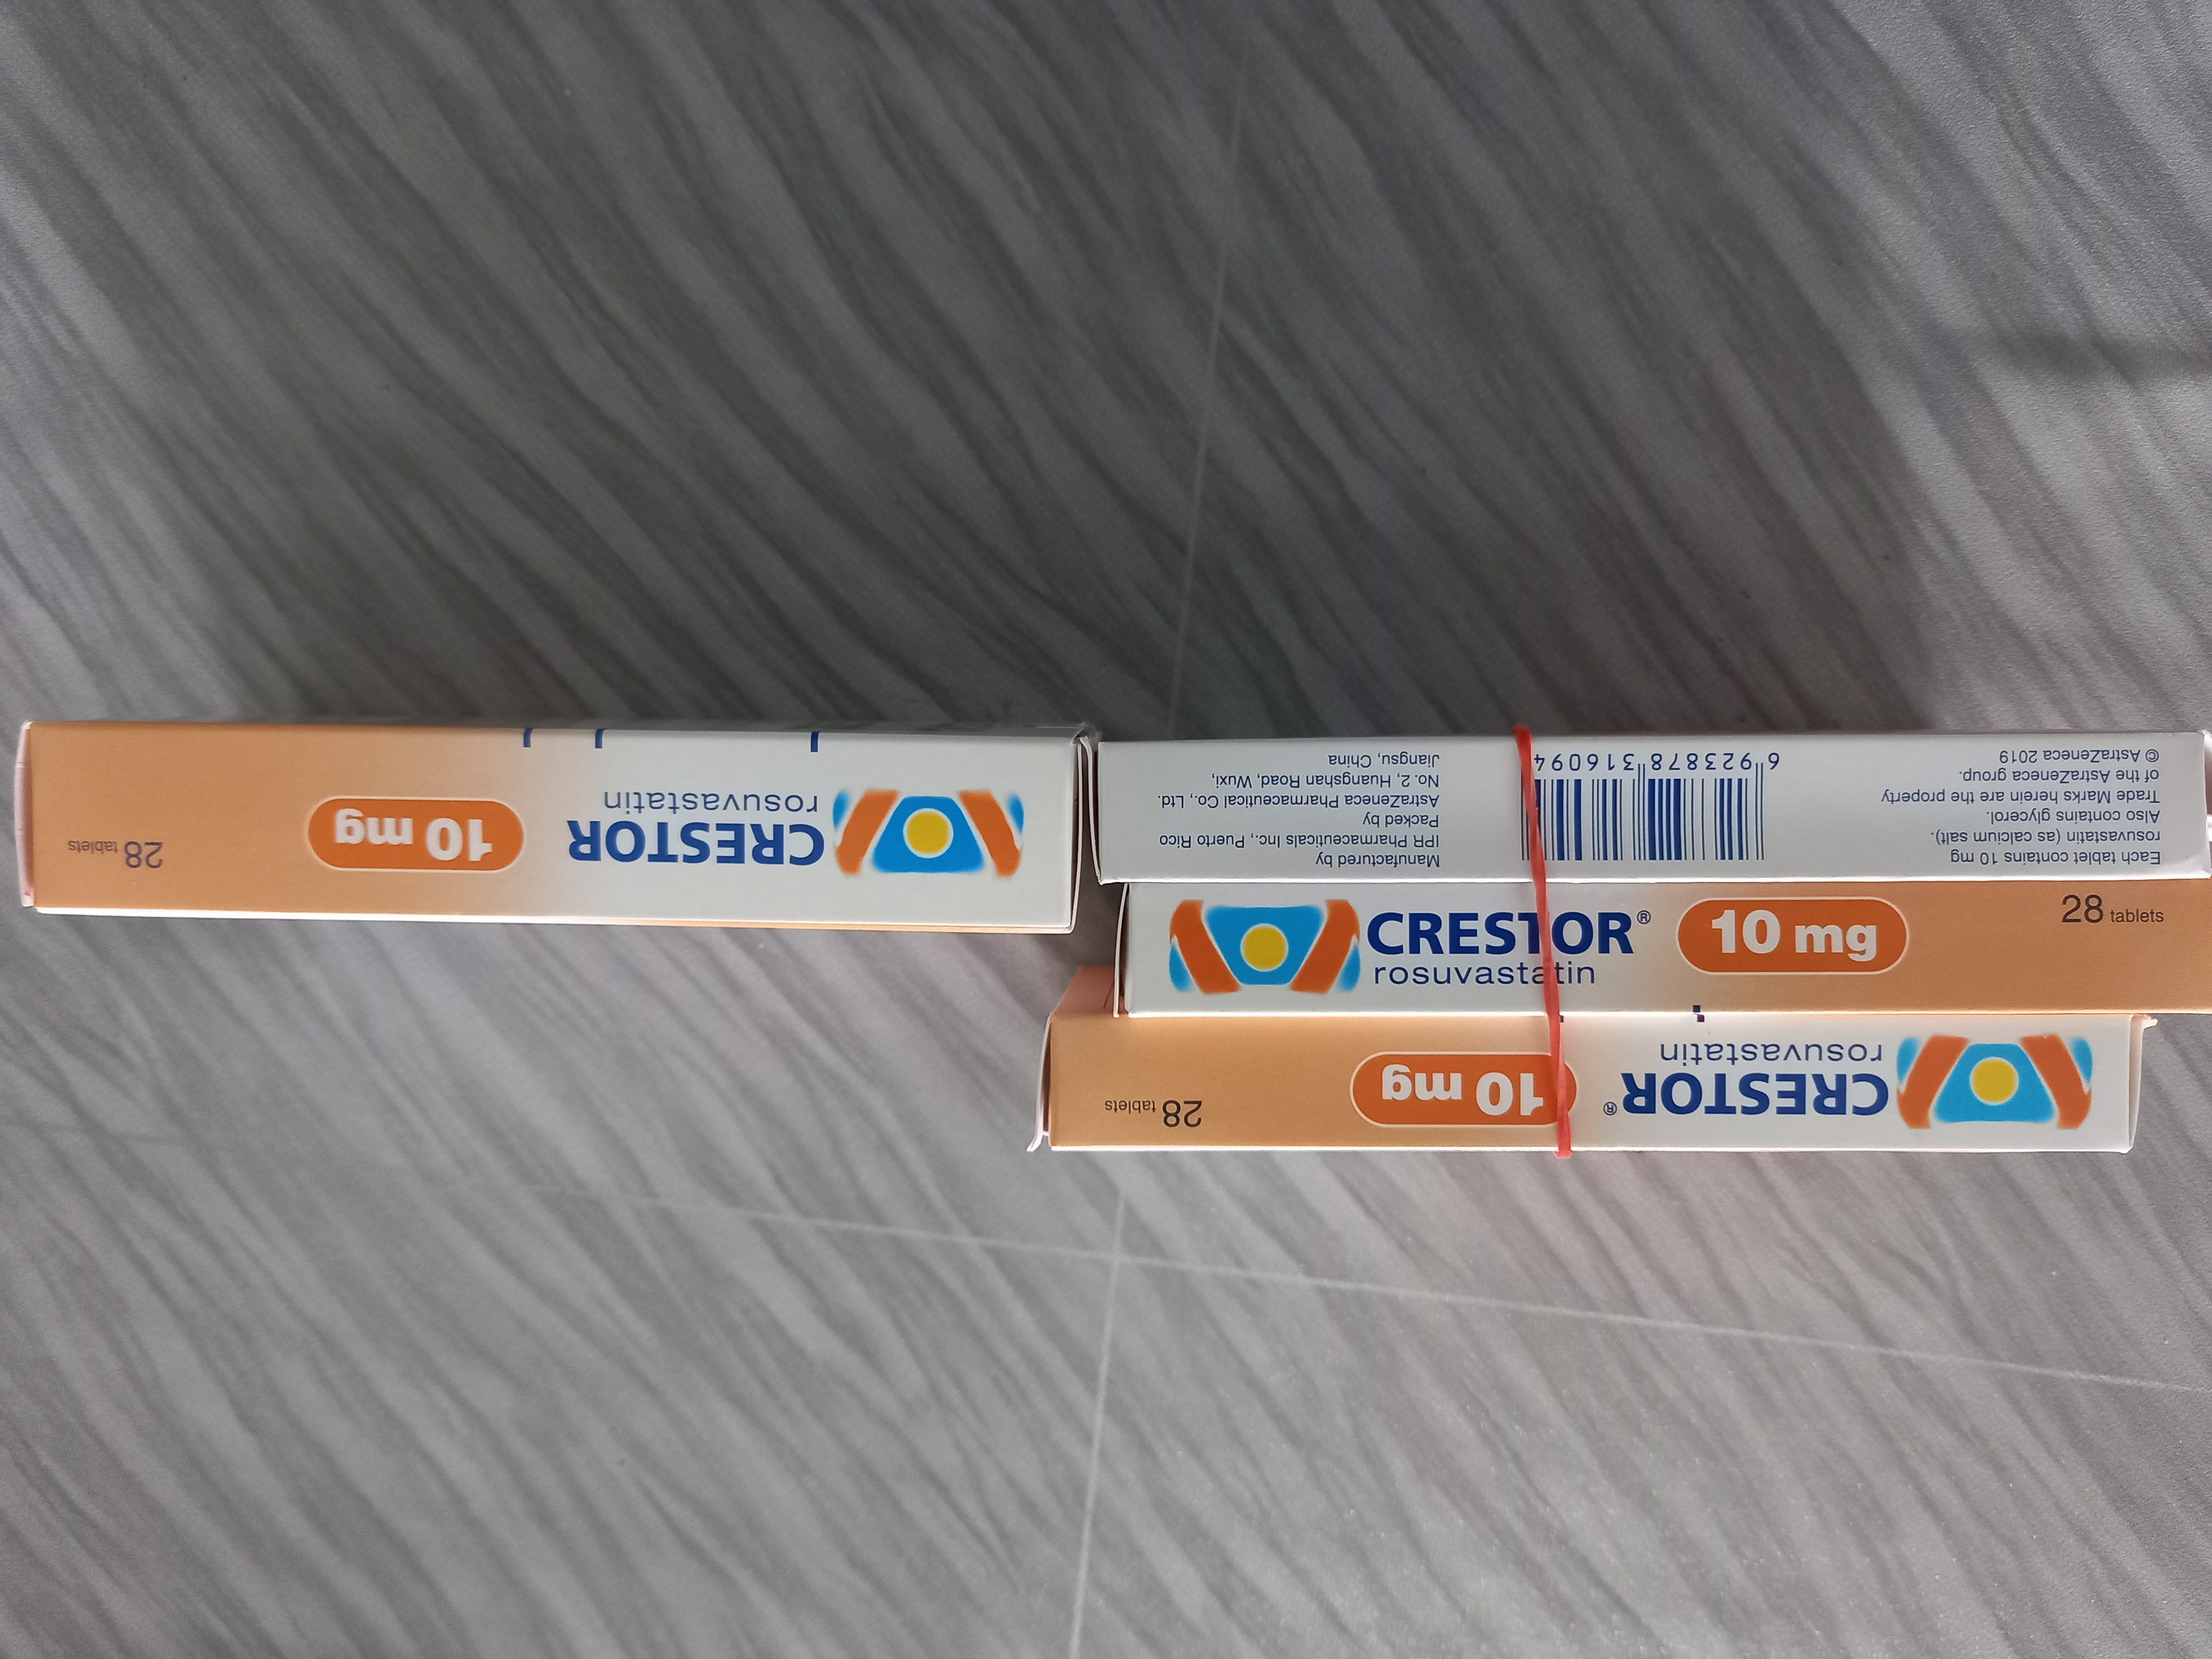 CRESTOR
rosuvastatin
10 mg
28 tablets
Each tablet contains 10 mg
rosuvastatin (as calcium salt).
Also contains glycerol.
Trade Marks herein are the property
of the AstraZeneca group.
© AstraZeneca 2019
6 923878 316094
Manufactured by
IPR Pharmaceuticals Inc., Puerto Rico
Packed by
AstraZeneca Pharmaceutical Co., Ltd.
No. 2, Huangshan Road, Wuxi,
Jiangsu, China
CRESTOR®
rosuvastatin
10 mg
28 tablets
CRESTOR®
rosuvastatin
10 mg
28 tablets